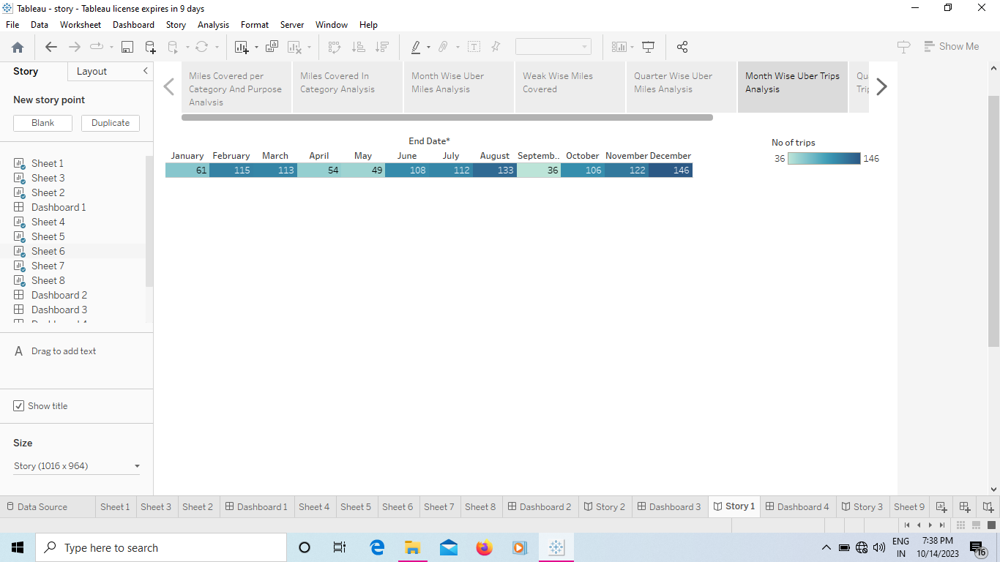 Tableau - story - Tableau license expires in 9 days
File Data Worksheet Dashboard Story Analysis Format Server Window Help
Show Me
Story Layout
New story point
Blank Duplicate
Sheet 1
Sheet 3
Sheet 2
Dashboard 1
Sheet 4
Sheet 5
Sheet 6
Sheet 7
Sheet 8
Dashboard 2
Dashboard 3
A Drag to add text
Show title
Size
Story (1016 x 964)
Miles Covered per
Category And Purpose
Analysis
Miles Covered In
Category Analysis
Month Wise Uber
Miles Analysis
Weak Wise Miles
Covered
Quarter Wise Uber
Miles Analysis
Month Wise Uber Trips
Analysis
Qu
Trip
End Date*
January February March April May June July August Septemb.. October November December
61 115 113 54 49 108 112 133 36 106 122 146
No of trips
36 146
Data Source Sheet 1 Sheet 3 Sheet 2 Dashboard 1 Sheet 4 Sheet 5 Sheet 6 Sheet 7 Sheet 8 Dashboard 2 Story 2 Dashboard 3 Story 1 Dashboard 4 Story 3 Sheet 9
Type here to search
ENG
IN
7:38 PM
10/14/2023
16